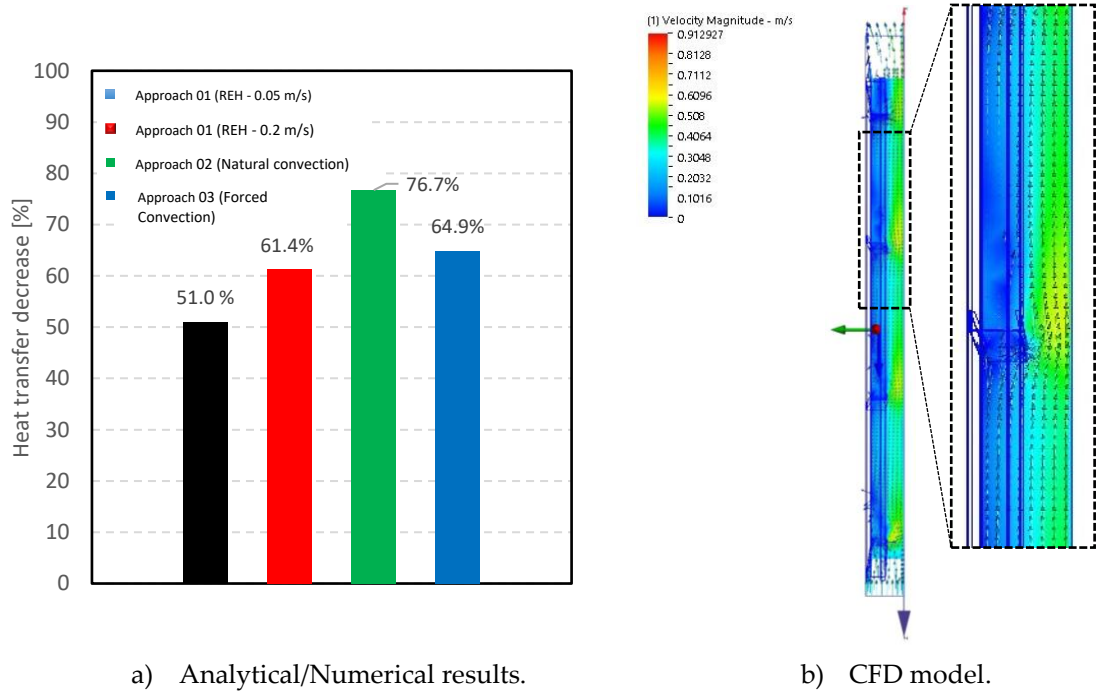 100
90
80
70
60
50
40
30
20
10
0
Heat transfer decrease [%]
Approach 01 (REH - 0.05 m/s)
Approach 01 (REH - 0.2 m/s)
Approach 02 (Natural convection)
Approach 03 (Forced
Convection)
51.0 %
61.4%
76.7%
64.9%
a) Analytical/Numerical results.
(1) Velocity Magnitude - m/s
0.912927
0.8128
0.7112
0.6096
0.508
0.4064
0.3048
0.2032
0.1016
0
b) CFD model.